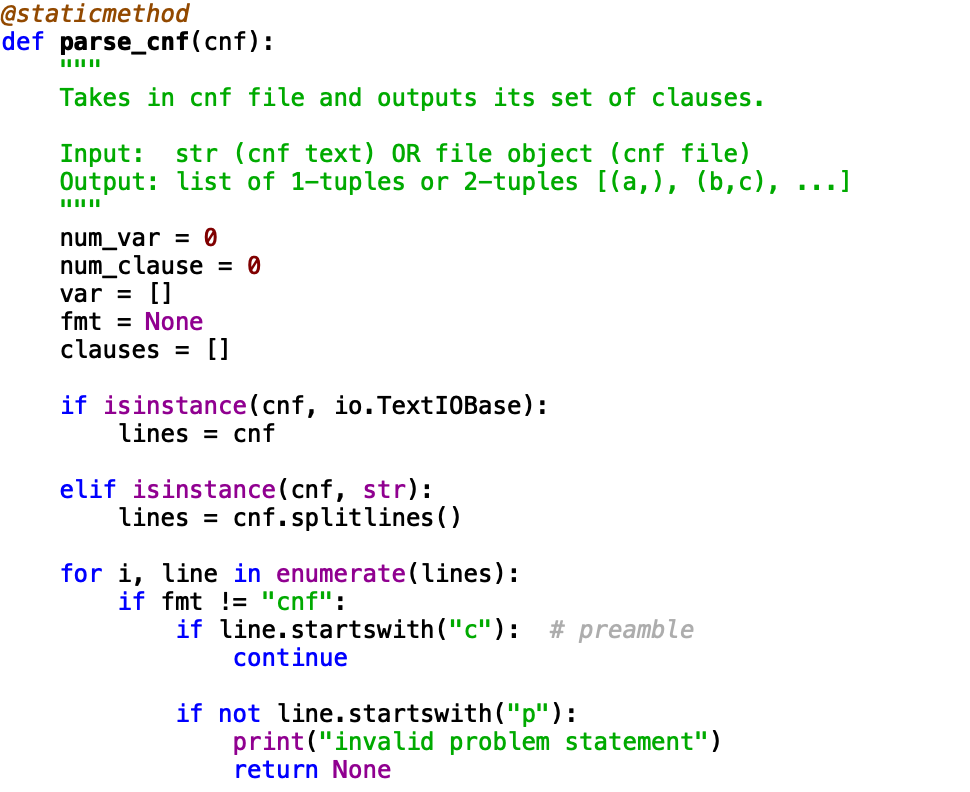 @staticmethod
def parse_cnf(cnf):
    """
    Takes in cnf file and outputs its set of clauses.

    Input:  str (cnf text) OR file object (cnf file)
    Output: list of 1-tuples or 2-tuples [(a,), (b,c), ...]
    """
    num_var = 0
    num_clause = 0
    var = []
    fmt = None
    clauses = []

    if isinstance(cnf, io.TextIOBase):
        lines = cnf

    elif isinstance(cnf, str):
        lines = cnf.splitlines()

    for i, line in enumerate(lines):
        if fmt != "cnf":
            if line.startswith("c"):  # preamble
                continue

            if not line.startswith("p"):
                print("invalid problem statement")
                return None